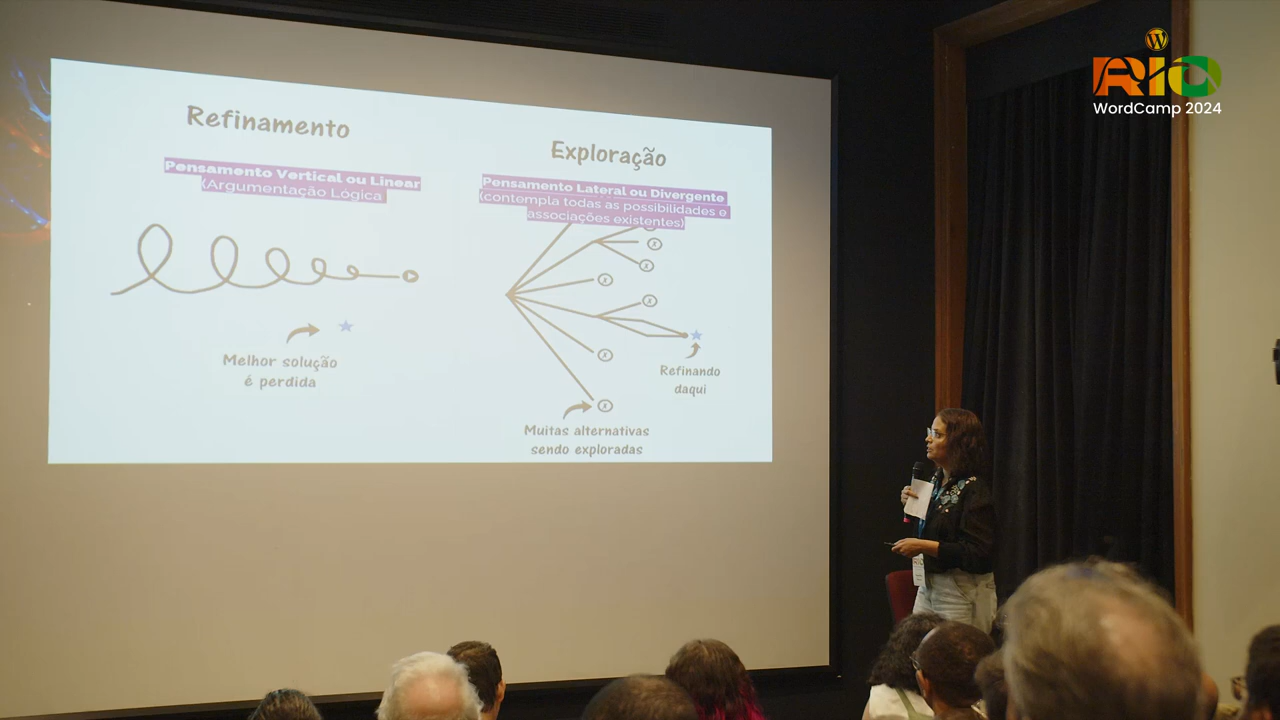 Refinamento
Pensamento Vertical ou Linear
(Argumentação Lógica
Melhor solução
é perdida
Exploração
Pensamento Lateral ou Divergente
(contempla todas as possibilidades e
associações existentes)
x
x
x
x
x
x
Refinando
daqui
Muitas alternativas
sendo exploradas
RIO
WordCamp 2024